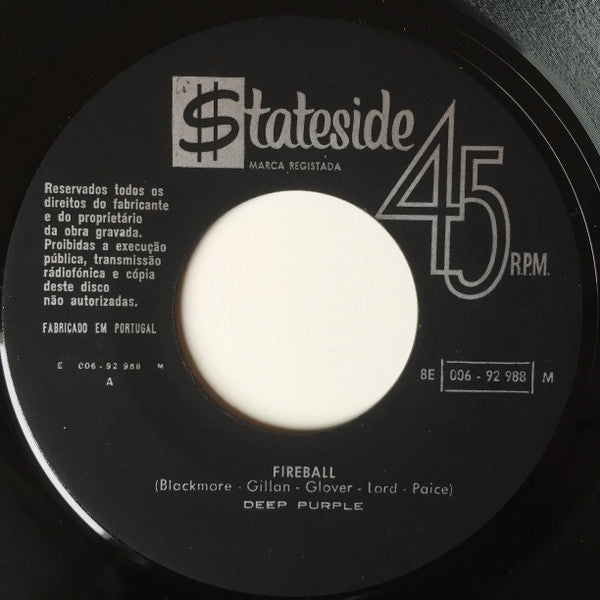 $tateside
MARCA REGISTADA
45
R.P.M.
Reservados todos os
direitos do fabricante
e do proprietário
da obra gravada.
Proibidas a execução
pública, transmissão
rádiofónica e cópia
deste disco
não autorizadas.
FABRICADO EM PORTUGAL
E 006-92 988 M
A
8E 006 - 92 988 M
FIREBALL
(Blackmore - Gillan - Glover - Lord - Paice)
DEEP PURPLE